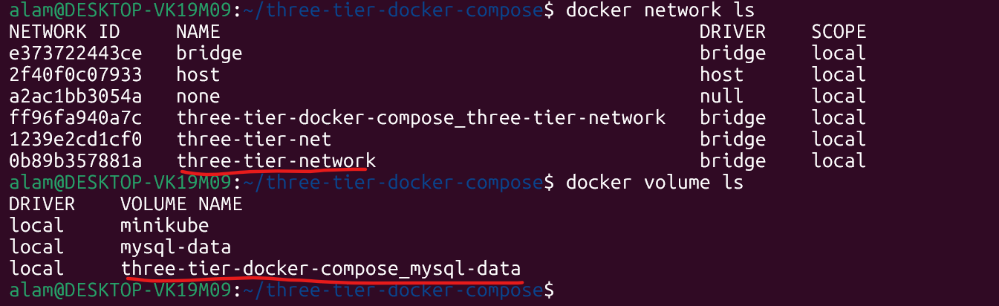 alam@DESKTOP-VK19M09:~/three-tier-docker-compose$ docker network ls
NETWORK ID     NAME                                           DRIVER    SCOPE
e373722443ce   bridge                                         bridge    local
2f40f0c07933   host                                           host      local
a2ac1bb3054a   none                                           null      local
ff96fa940a7c   three-tier-docker-compose_three-tier-network   bridge    local
1239e2cd1cf0   three-tier-net                                 bridge    local
0b89b357881a   three-tier-network                             bridge    local
alam@DESKTOP-VK19M09:~/three-tier-docker-compose$ docker volume ls
DRIVER    VOLUME NAME
local     minikube
local     mysql-data
local     three-tier-docker-compose_mysql-data
alam@DESKTOP-VK19M09:~/three-tier-docker-compose$